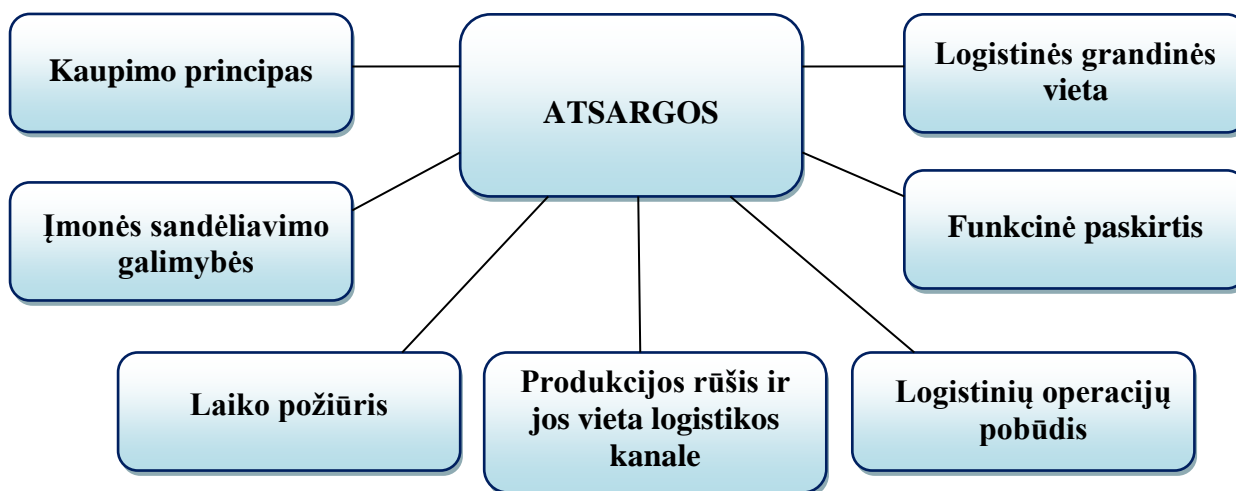 Kaupimo principas
ATSARGOS
Logistinės grandinės
vieta
Įmonės sandėliavimo
galimybės
Funkcinė paskirtis
Laiko požiūris
Produkcijos rūšis ir
jos vieta logistikos
kanale
Logistinių operacijų
pobūdis